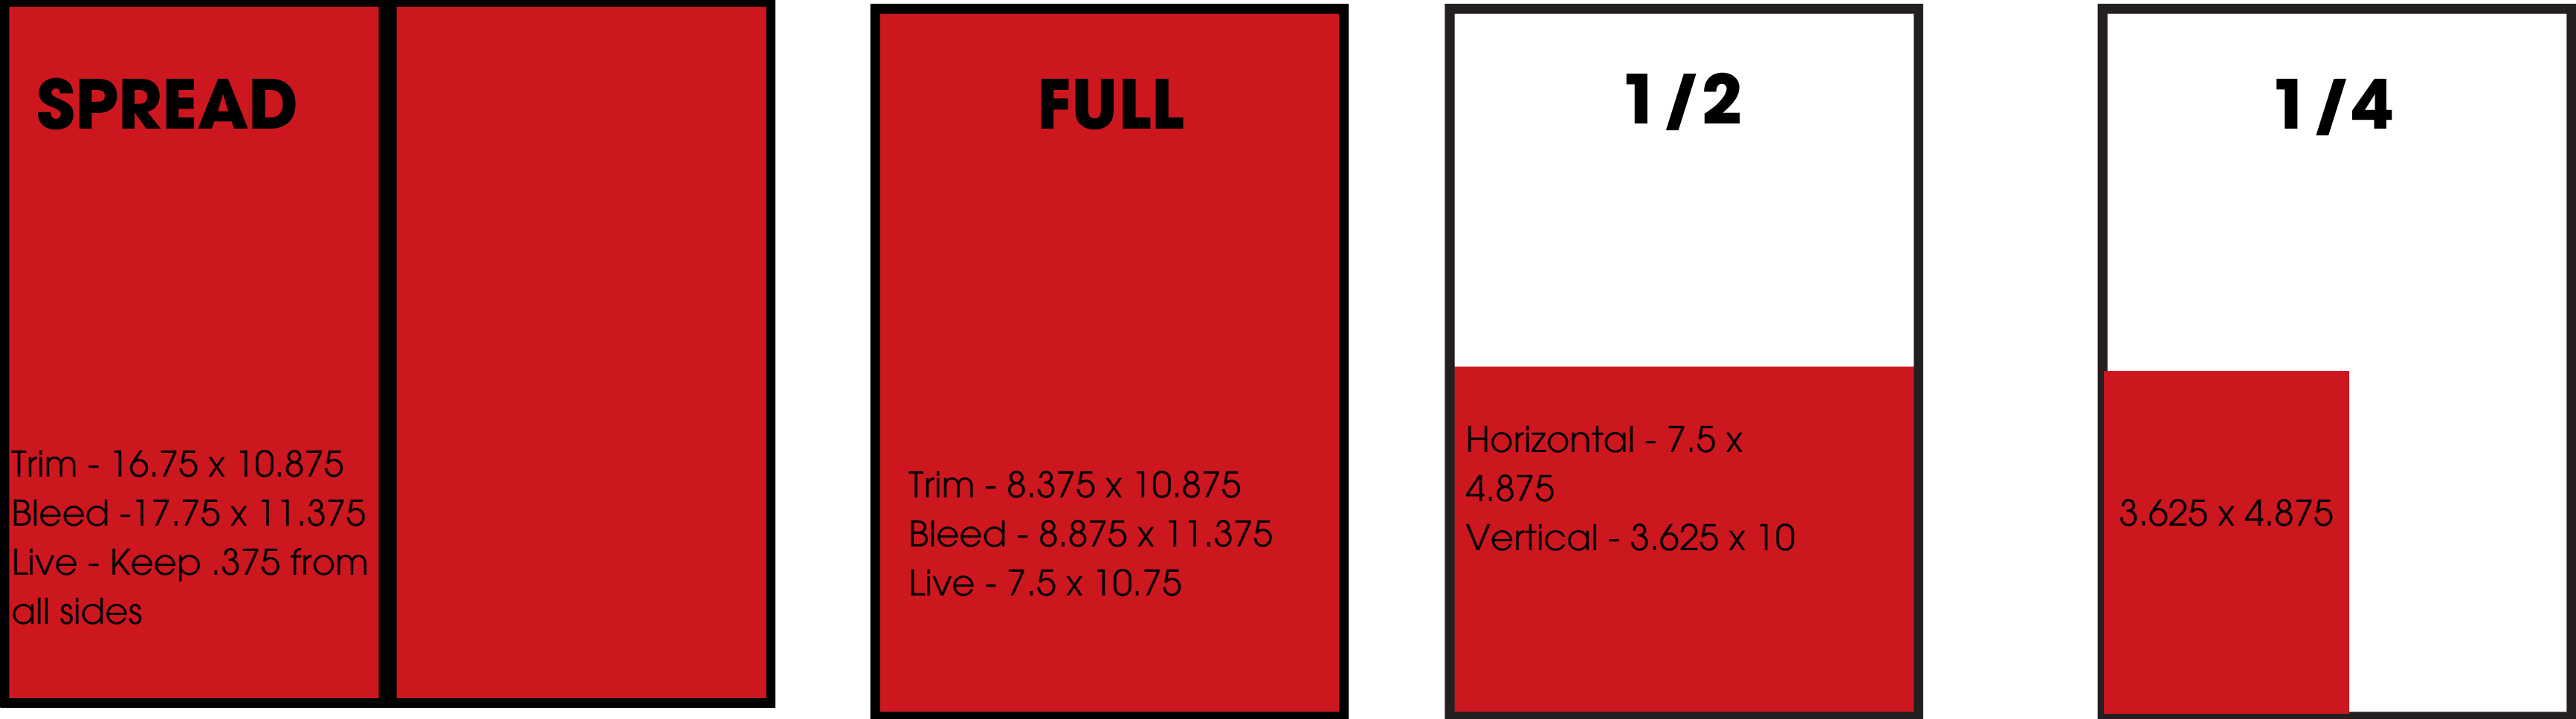 SPREAD
Trim - 16.75 x 10.875
Bleed -17.75 x 11.375
Live - Keep .375 from
all sides
FULL
Trim - 8.375 x 10.875
Bleed - 8.875 x 11.375
Live - 7.5 x 10.75
1/2
Horizontal - 7.5 x
4.875
Vertical - 3.625 x 10
1/4
3.625 x 4.875